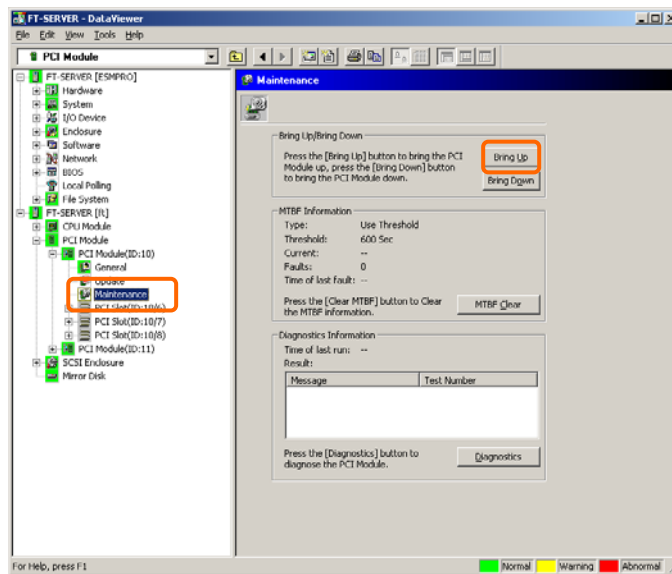 FT-SERVER - DataViewer
File Edit View Tools Help
PCI Module
FT-SERVER [ESMPRO]
Hardware
System
I/O Device
Enclosure
Software
Network
BIOS
Local Polling
File System
FT-SERVER [ft]
CPU Module
PCI Module
PCI Module(ID:10)
General
Update
Maintenance
PCI Slot(ID:10/6)
PCI Slot(ID:10/7)
PCI Slot(ID:10/8)
PCI Module(ID:11)
SCSI Enclosure
Mirror Disk
Maintenance
Bring Up/Bring Down
Press the [Bring Up] button to bring the PCI
Module up, press the [Bring Down] button
to bring the PCI Module down.
Bring Up
Bring Down
MTBF Information
Type: Use Threshold
Threshold: 600 Sec
Current: --
Faults: 0
Time of last fault: --
Press the [Clear MTBF] button to Clear
the MTBF information.
MTBF Clear
Diagnostics Information
Time of last run: --
Result:
Message Test Number
Press the [Diagnostics] button to
diagnose the PCI Module.
Diagnostics
For Help, press F1
Normal Warning Abnormal